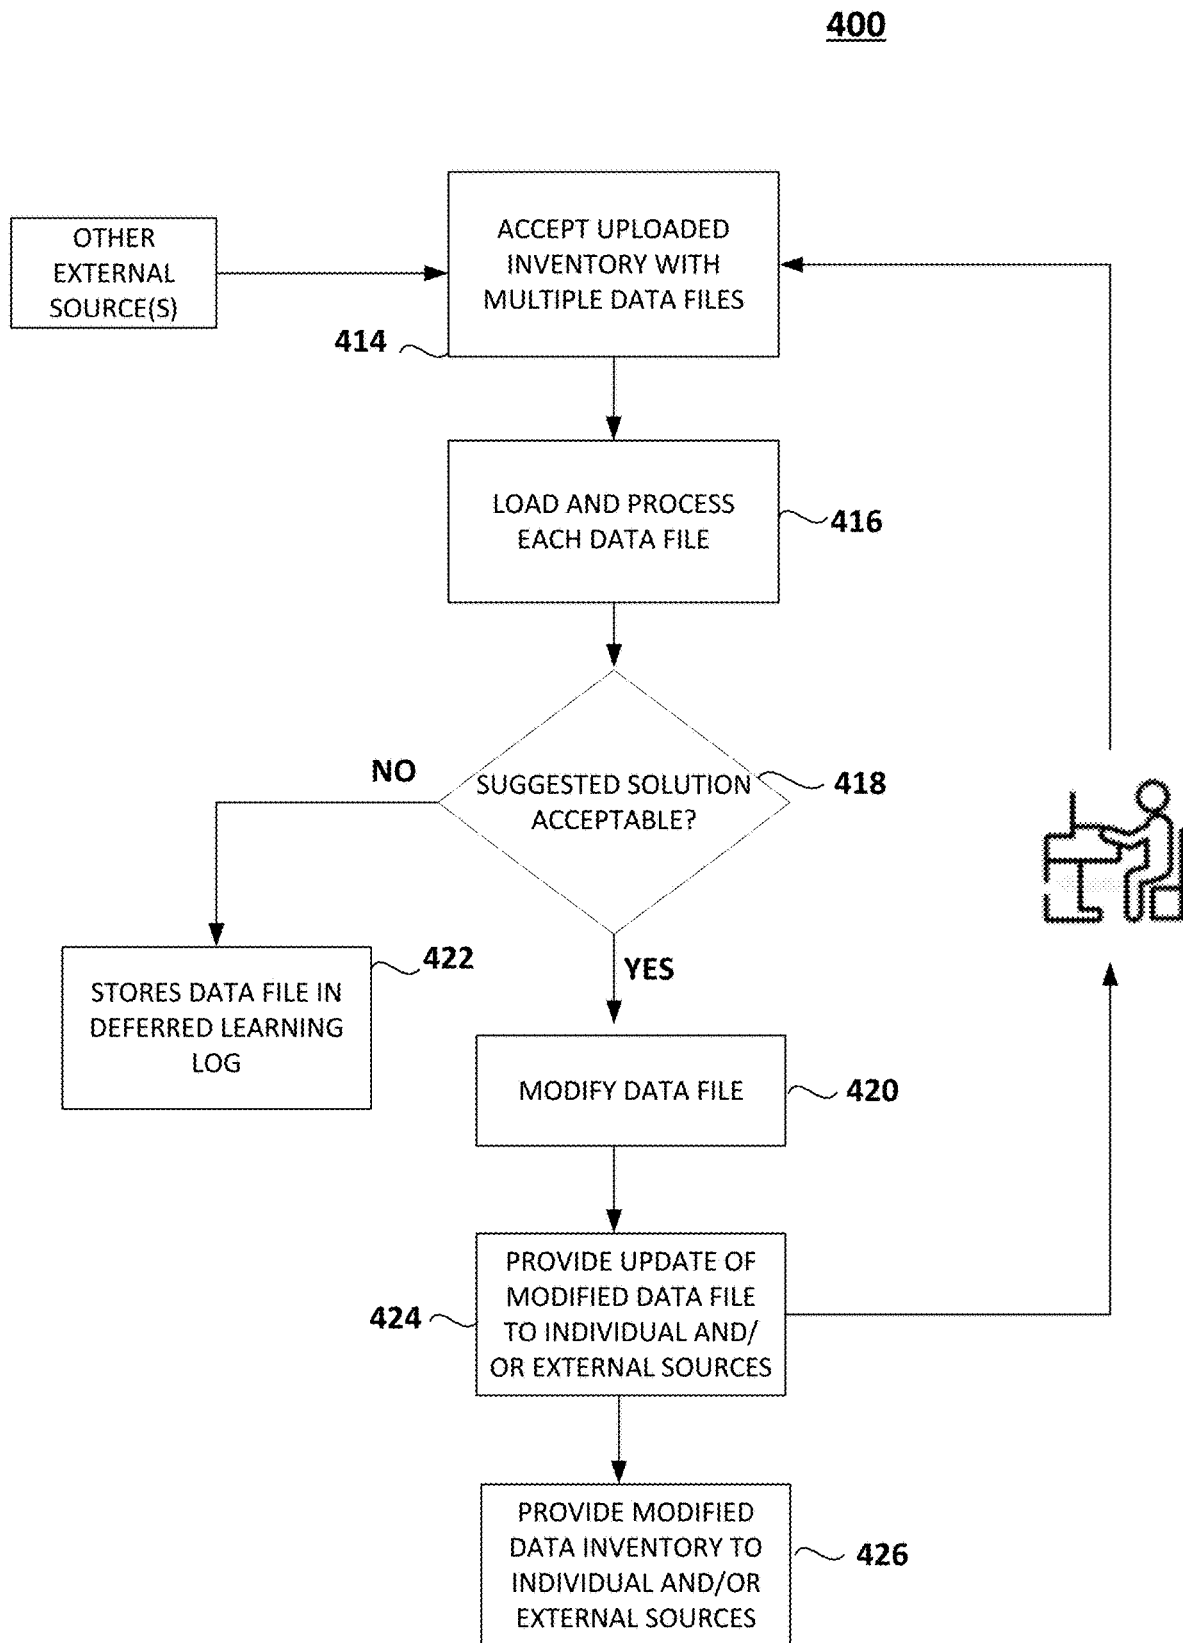 400
OTHER
EXTERNAL
SOURCE(S)
ACCEPT UPLOADED
INVENTORY WITH
MULTIPLE DATA FILES
414
LOAD AND PROCESS
EACH DATA FILE
416
SUGGESTED SOLUTION
ACCEPTABLE?
418
NO
YES
STORES DATA FILE IN
DEFERRED LEARNING
LOG
422
MODIFY DATA FILE
420
PROVIDE UPDATE OF
MODIFIED DATA FILE
TO INDIVIDUAL AND/
OR EXTERNAL SOURCES
424
PROVIDE MODIFIED
DATA INVENTORY TO
INDIVIDUAL AND/OR
EXTERNAL SOURCES
426